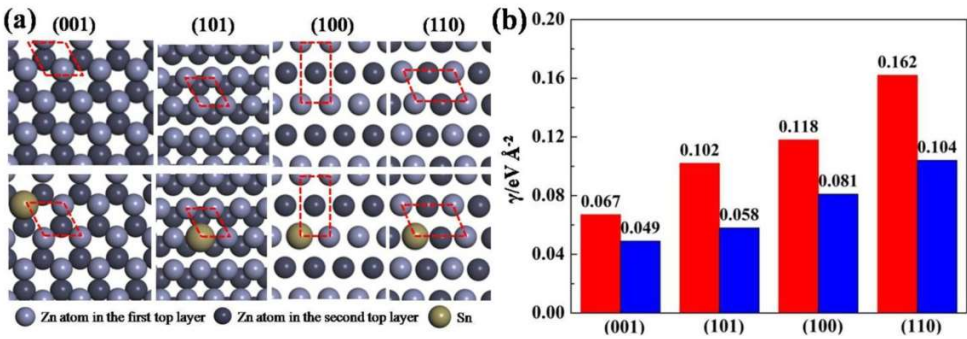 (a)
(001) (101) (100) (110)
Zn atom in the first top layer Zn atom in the second top layer Sn
(b)
γ/eV Å⁻²
0.20
0.16
0.12
0.08
0.04
0.00
0.067
0.049
0.102
0.058
0.118
0.081
0.162
0.104
(001) (101) (100) (110)